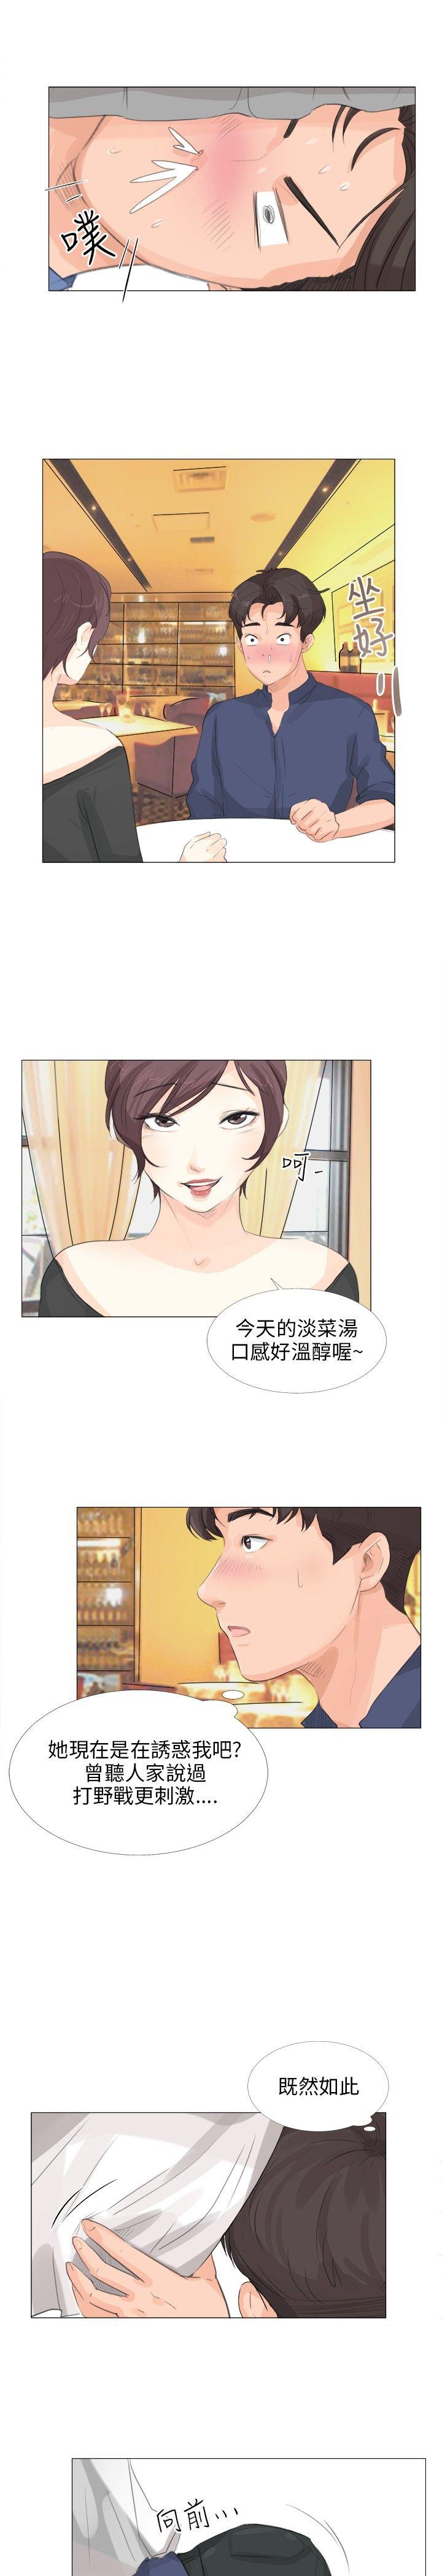 噗
坐好
呵
今天的淡菜湯
口感好溫醇喔~
她現在是在誘惑我吧?
曾聽人家說過
打野戰更刺激....
既然如此
向前...